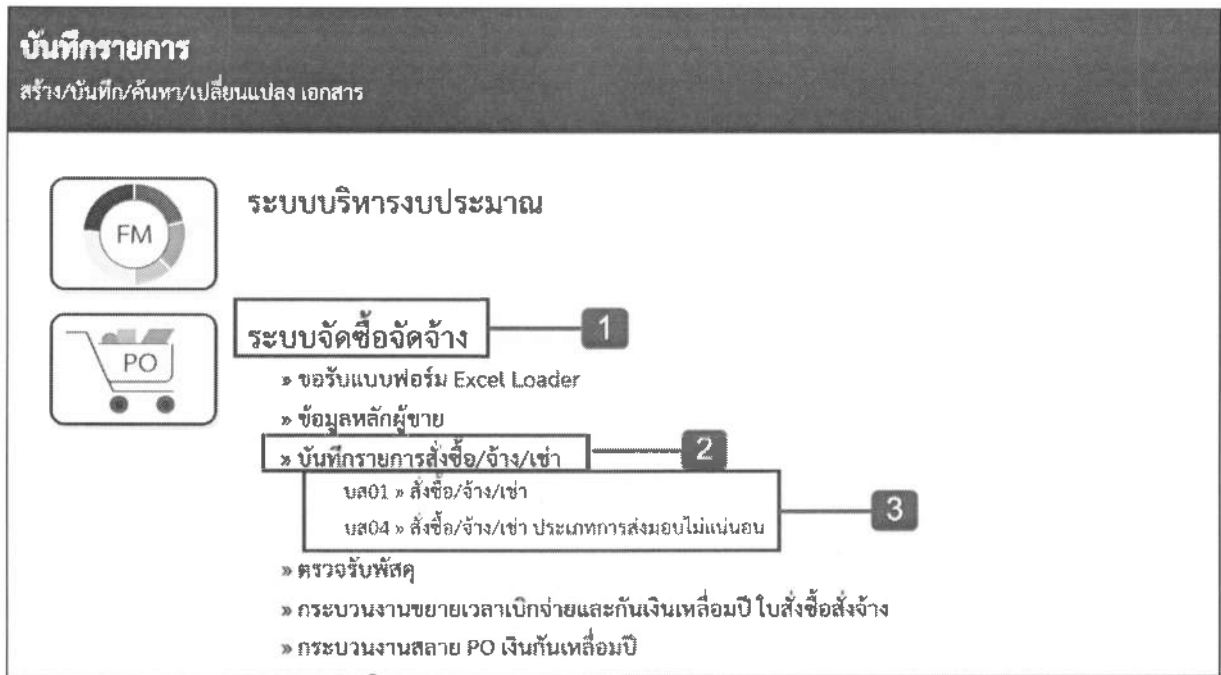 บันทึกรายการ
สร้าง/บันทึก/ค้นหา/เปลี่ยนแปลง เอกสาร
FM
ระบบบริหารงบประมาณ
PO
ระบบจัดซื้อจัดจ้าง
1
» ขอรับแบบฟอร์ม Excel Loader
» ข้อมูลหลักผู้ขาย
» บันทึกรายการสั่งซื้อ/จ้าง/เช่า
2
บส01 » สั่งซื้อ/จ้าง/เช่า
บส04 » สั่งซื้อ/จ้าง/เช่า ประเภทการส่งมอบไม่แน่นอน
3
» ตรวจรับพัสดุ
» กระบวนงานขยายเวลาเบิกจ่ายและกันเงินเหลื่อมปี ใบสั่งซื้อสั่งจ้าง
» กระบวนงานสลาย PO เงินกันเหลื่อมปี